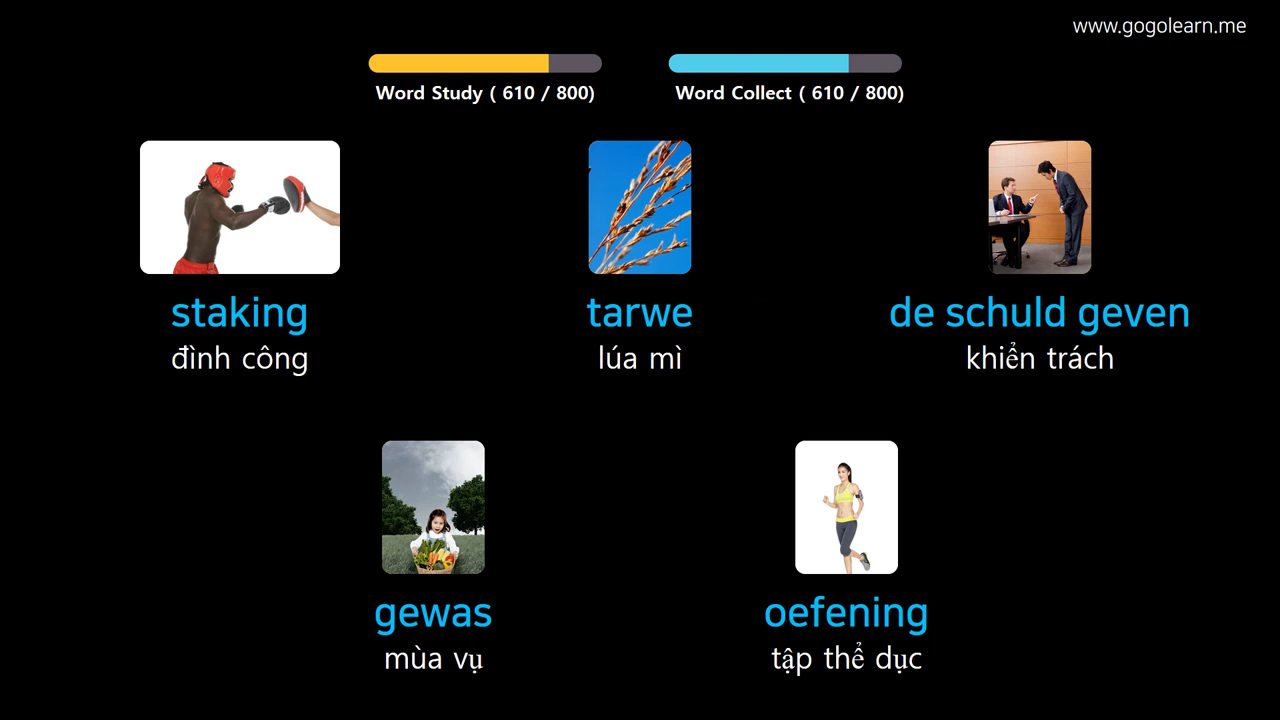 www.gogolearn.me
Word Study ( 610 / 800)
Word Collect ( 610 / 800)
staking
đình công
tarwe
lúa mì
de schuld geven
khiển trách
gewas
mùa vụ
oefening
tập thể dục